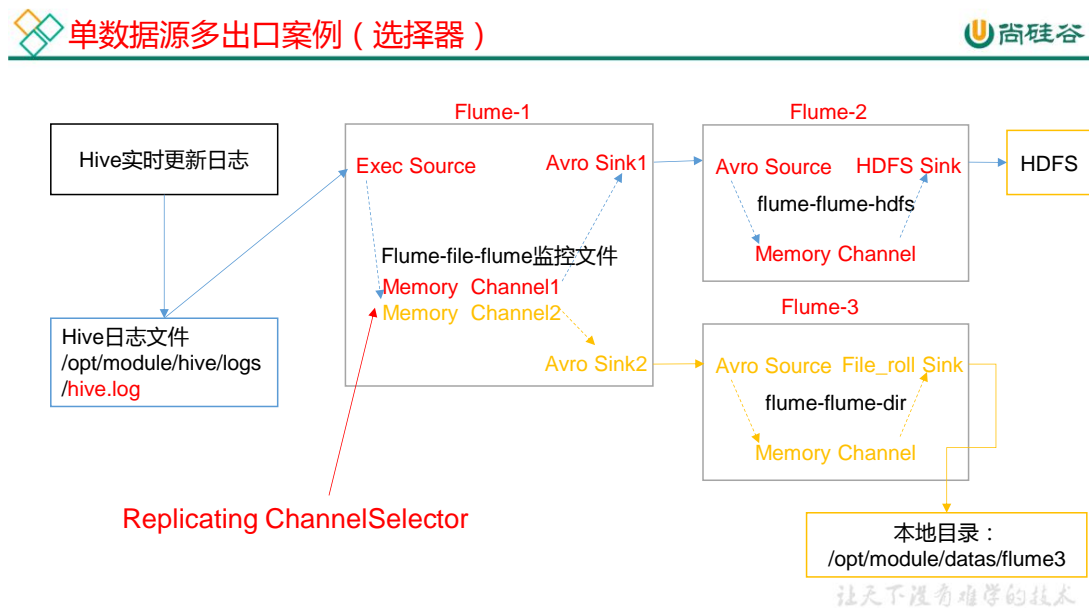 单数据源多出口案例（选择器）
尚硅谷
Hive实时更新日志
Hive日志文件
/opt/module/hive/logs
/hive.log
Flume-1
Exec Source
Avro Sink1
Flume-file-flume监控文件
Memory Channel1
Memory Channel2
Avro Sink2
Replicating ChannelSelector
Flume-2
Avro Source
HDFS Sink
flume-flume-hdfs
Memory Channel
HDFS
Flume-3
Avro Source
File_roll Sink
flume-flume-dir
Memory Channel
本地目录：
/opt/module/datas/flume3
让天下没有难学的技术